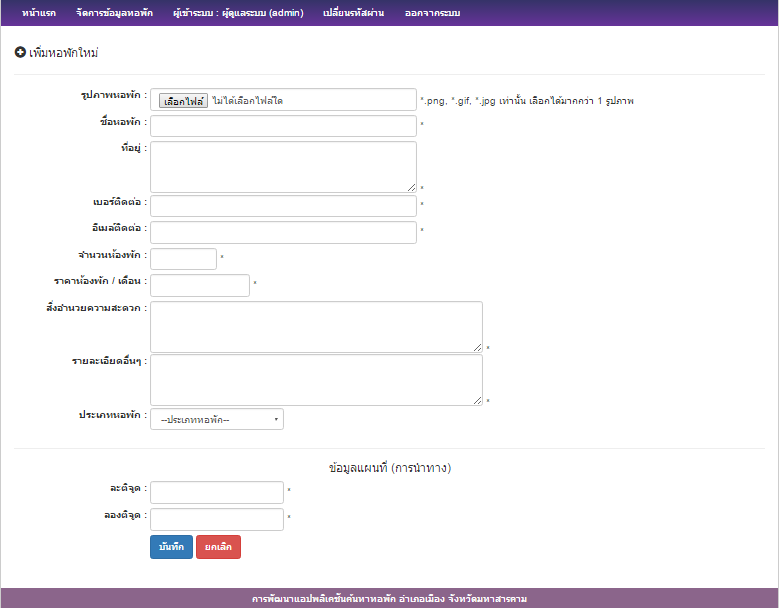 หน้าแรก จัดการข้อมูลหอพัก ผู้เข้าระบบ : ผู้ดูแลระบบ (admin) เปลี่ยนรหัสผ่าน ออกจากระบบ
เพิ่มหอพักใหม่
รูปภาพหอพัก : เลือกไฟล์ ไม่ได้เลือกไฟล์ใด *.png, *.gif, *.jpg เท่านั้น เลือกได้มากกว่า 1 รูปภาพ
ชื่อหอพัก : *
ที่อยู่ : *
เบอร์ติดต่อ : *
อีเมล์ติดต่อ : *
จำนวนห้องพัก : *
ราคาห้องพัก / เดือน : *
สิ่งอำนวยความสะดวก : *
รายละเอียดอื่นๆ : *
ประเภทหอพัก : --ประเภทหอพัก--
ข้อมูลแผนที่ (การนำทาง)
ละติจูด : *
ลองติจูด : *
บันทึก ยกเลิก
การพัฒนาแอปพลิเคชันค้นหาหอพัก อำเภอเมือง จังหวัดมหาสารคาม